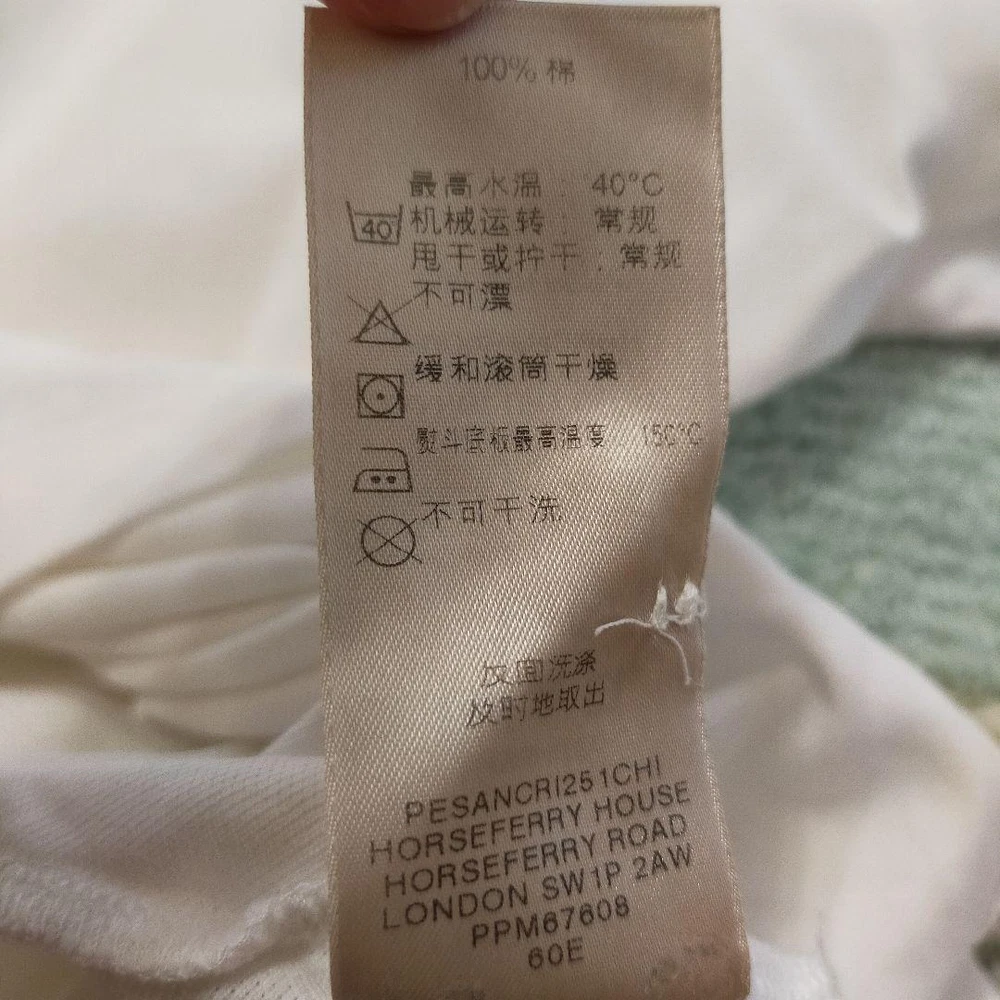 100% 棉
最高水温： 40°C
40
机械运转： 常规
甩干或拧干：常规
不可漂
缓和滚筒干燥
熨斗底板最高温度 150°C
不可干洗
反面洗涤
及时地取出
PESANCRI251CHI
HORSEFERRY HOUSE
HORSEFERRY ROAD
LONDON SW1P 2AW
PPM67608
60E